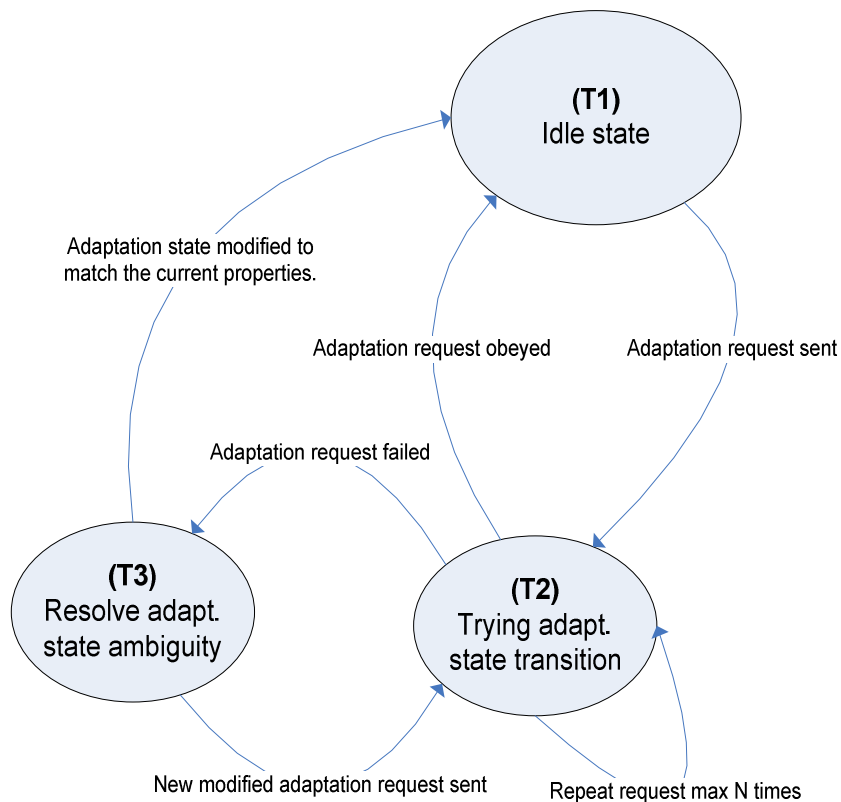 (T1)
Idle state
Adaptation state modified to
match the current properties.
Adaptation request obeyed
Adaptation request sent
Adaptation request failed
(T3)
Resolve adapt.
state ambiguity
(T2)
Trying adapt.
state transition
New modified adaptation request sent
Repeat request max N times